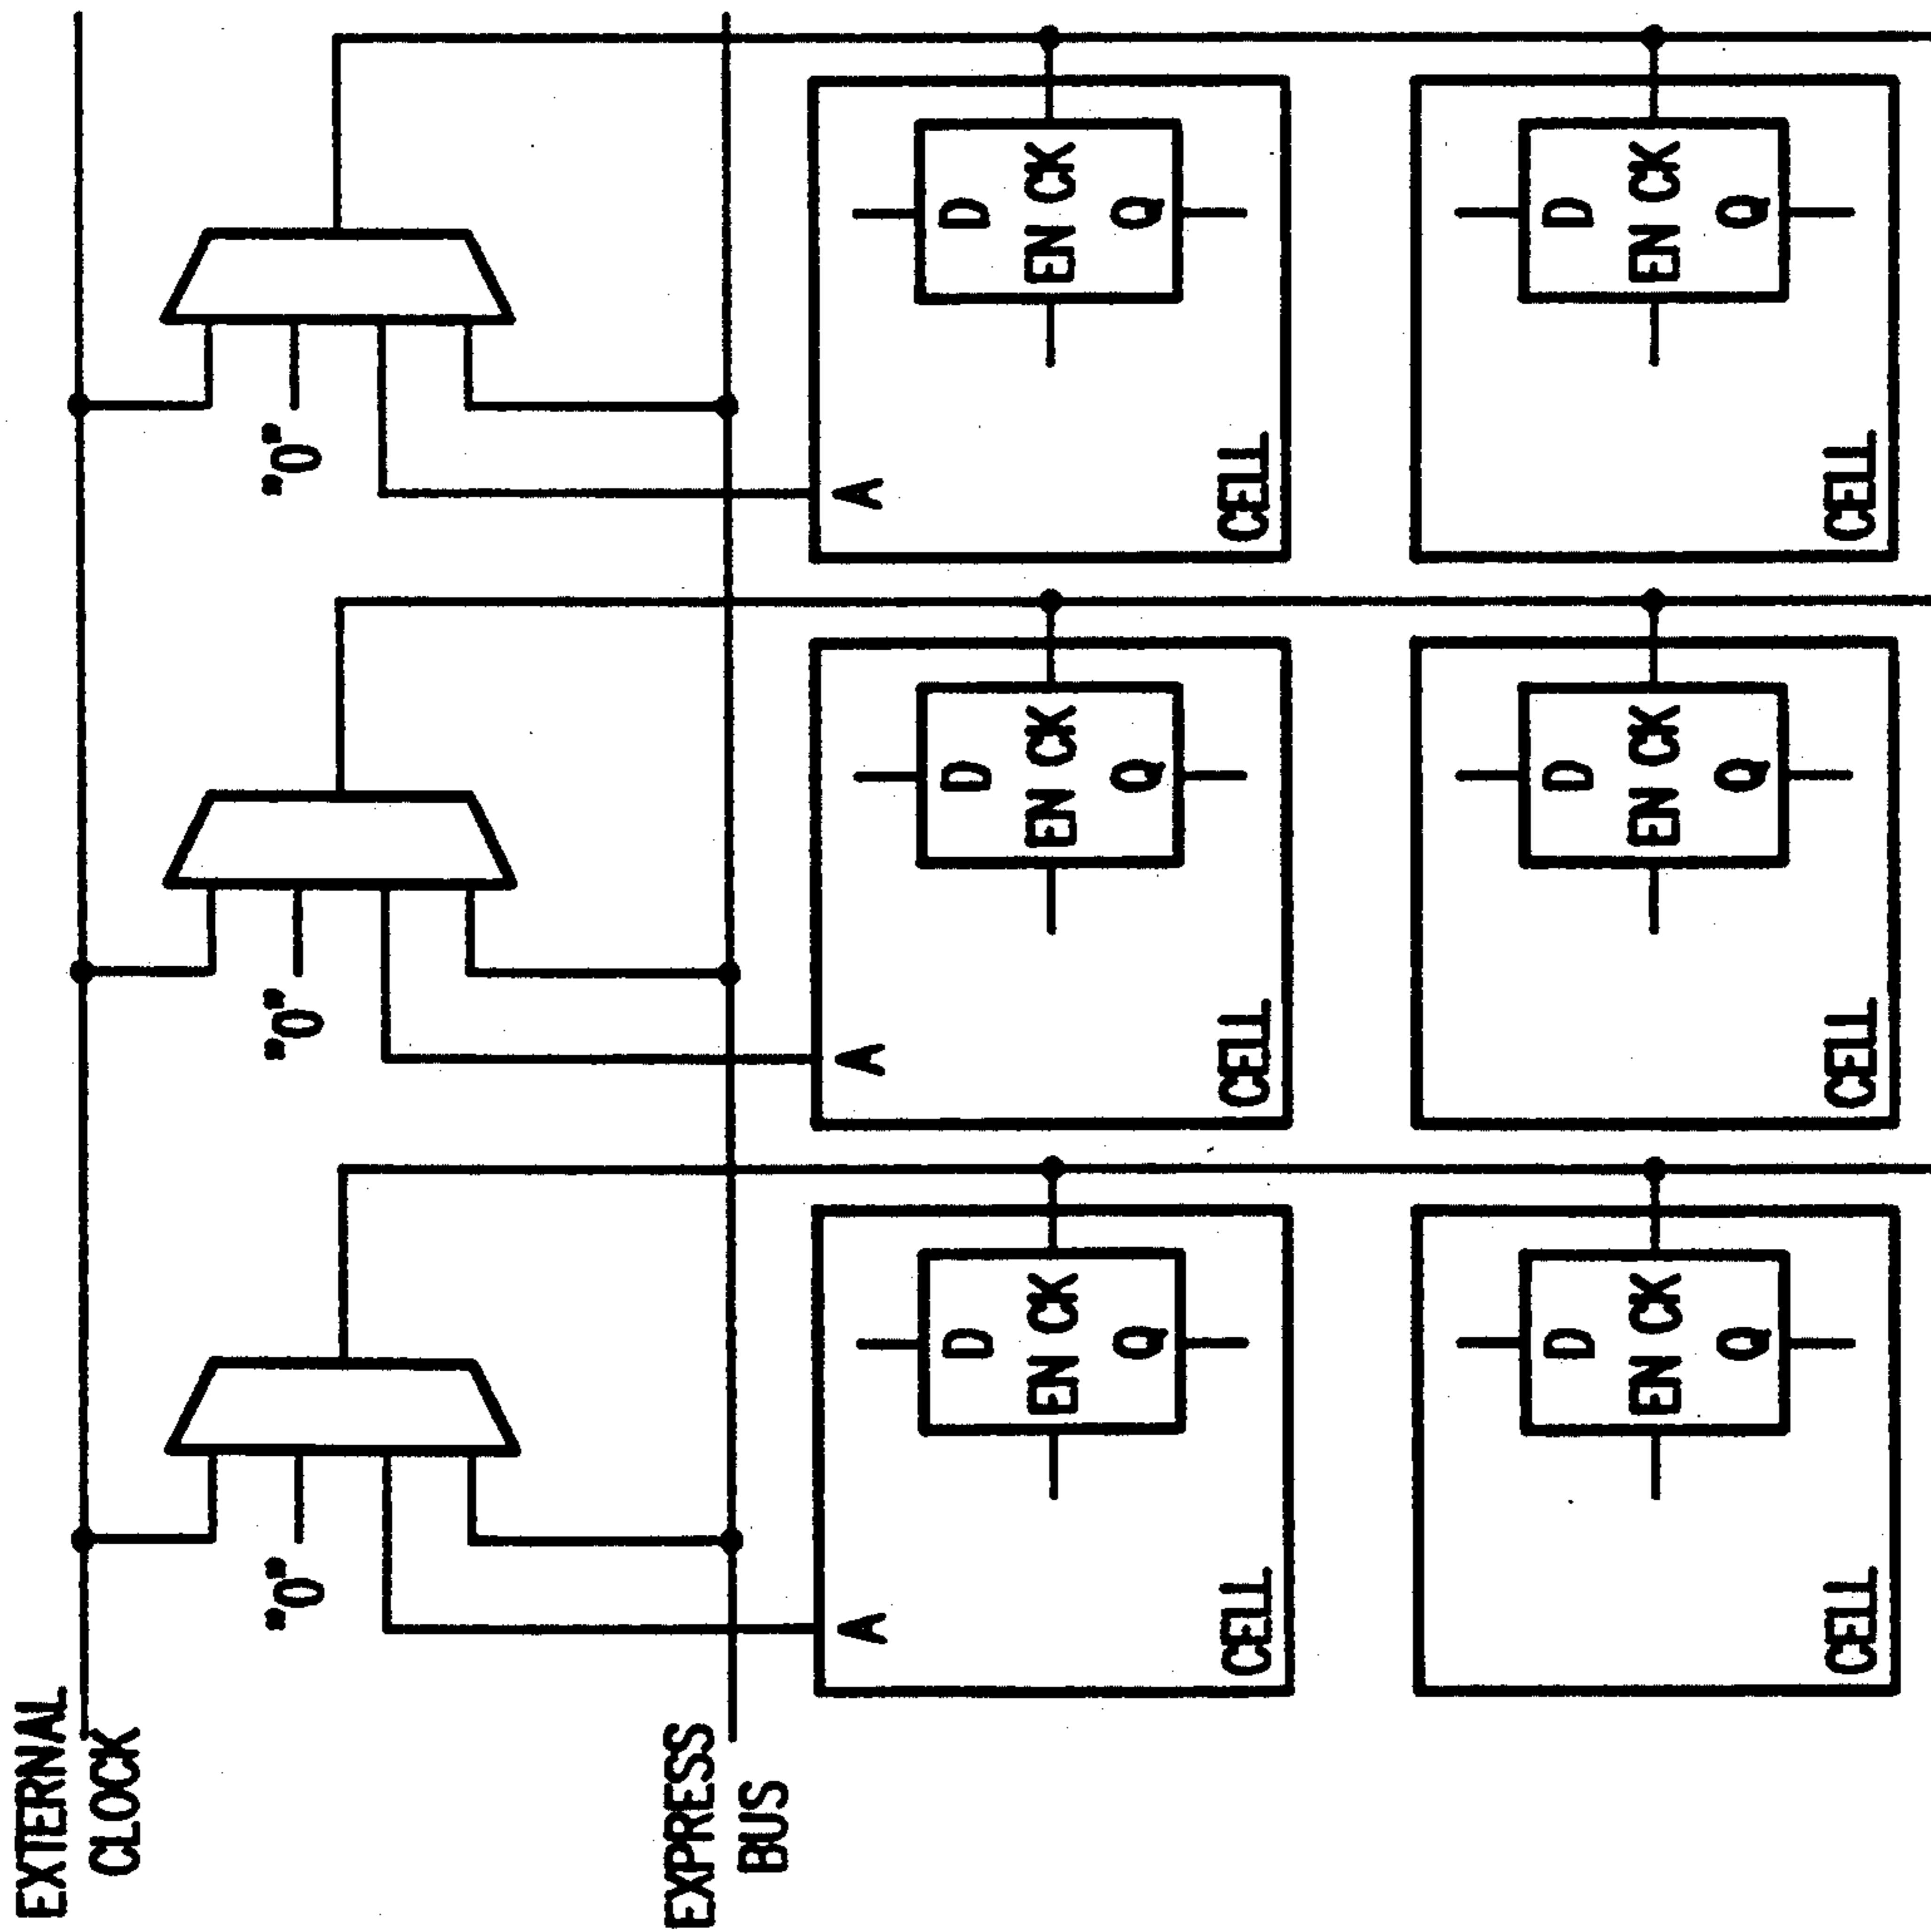 EXTERNAL
CLOCK
"0"
"0"
"0"
EXPRESS
BUS
A
A
A
D
D
D
EN CK
EN CK
EN CK
Q
Q
Q
CELL
CELL
CELL
D
D
D
EN CK
EN CK
EN CK
Q
Q
Q
CELL
CELL
CELL